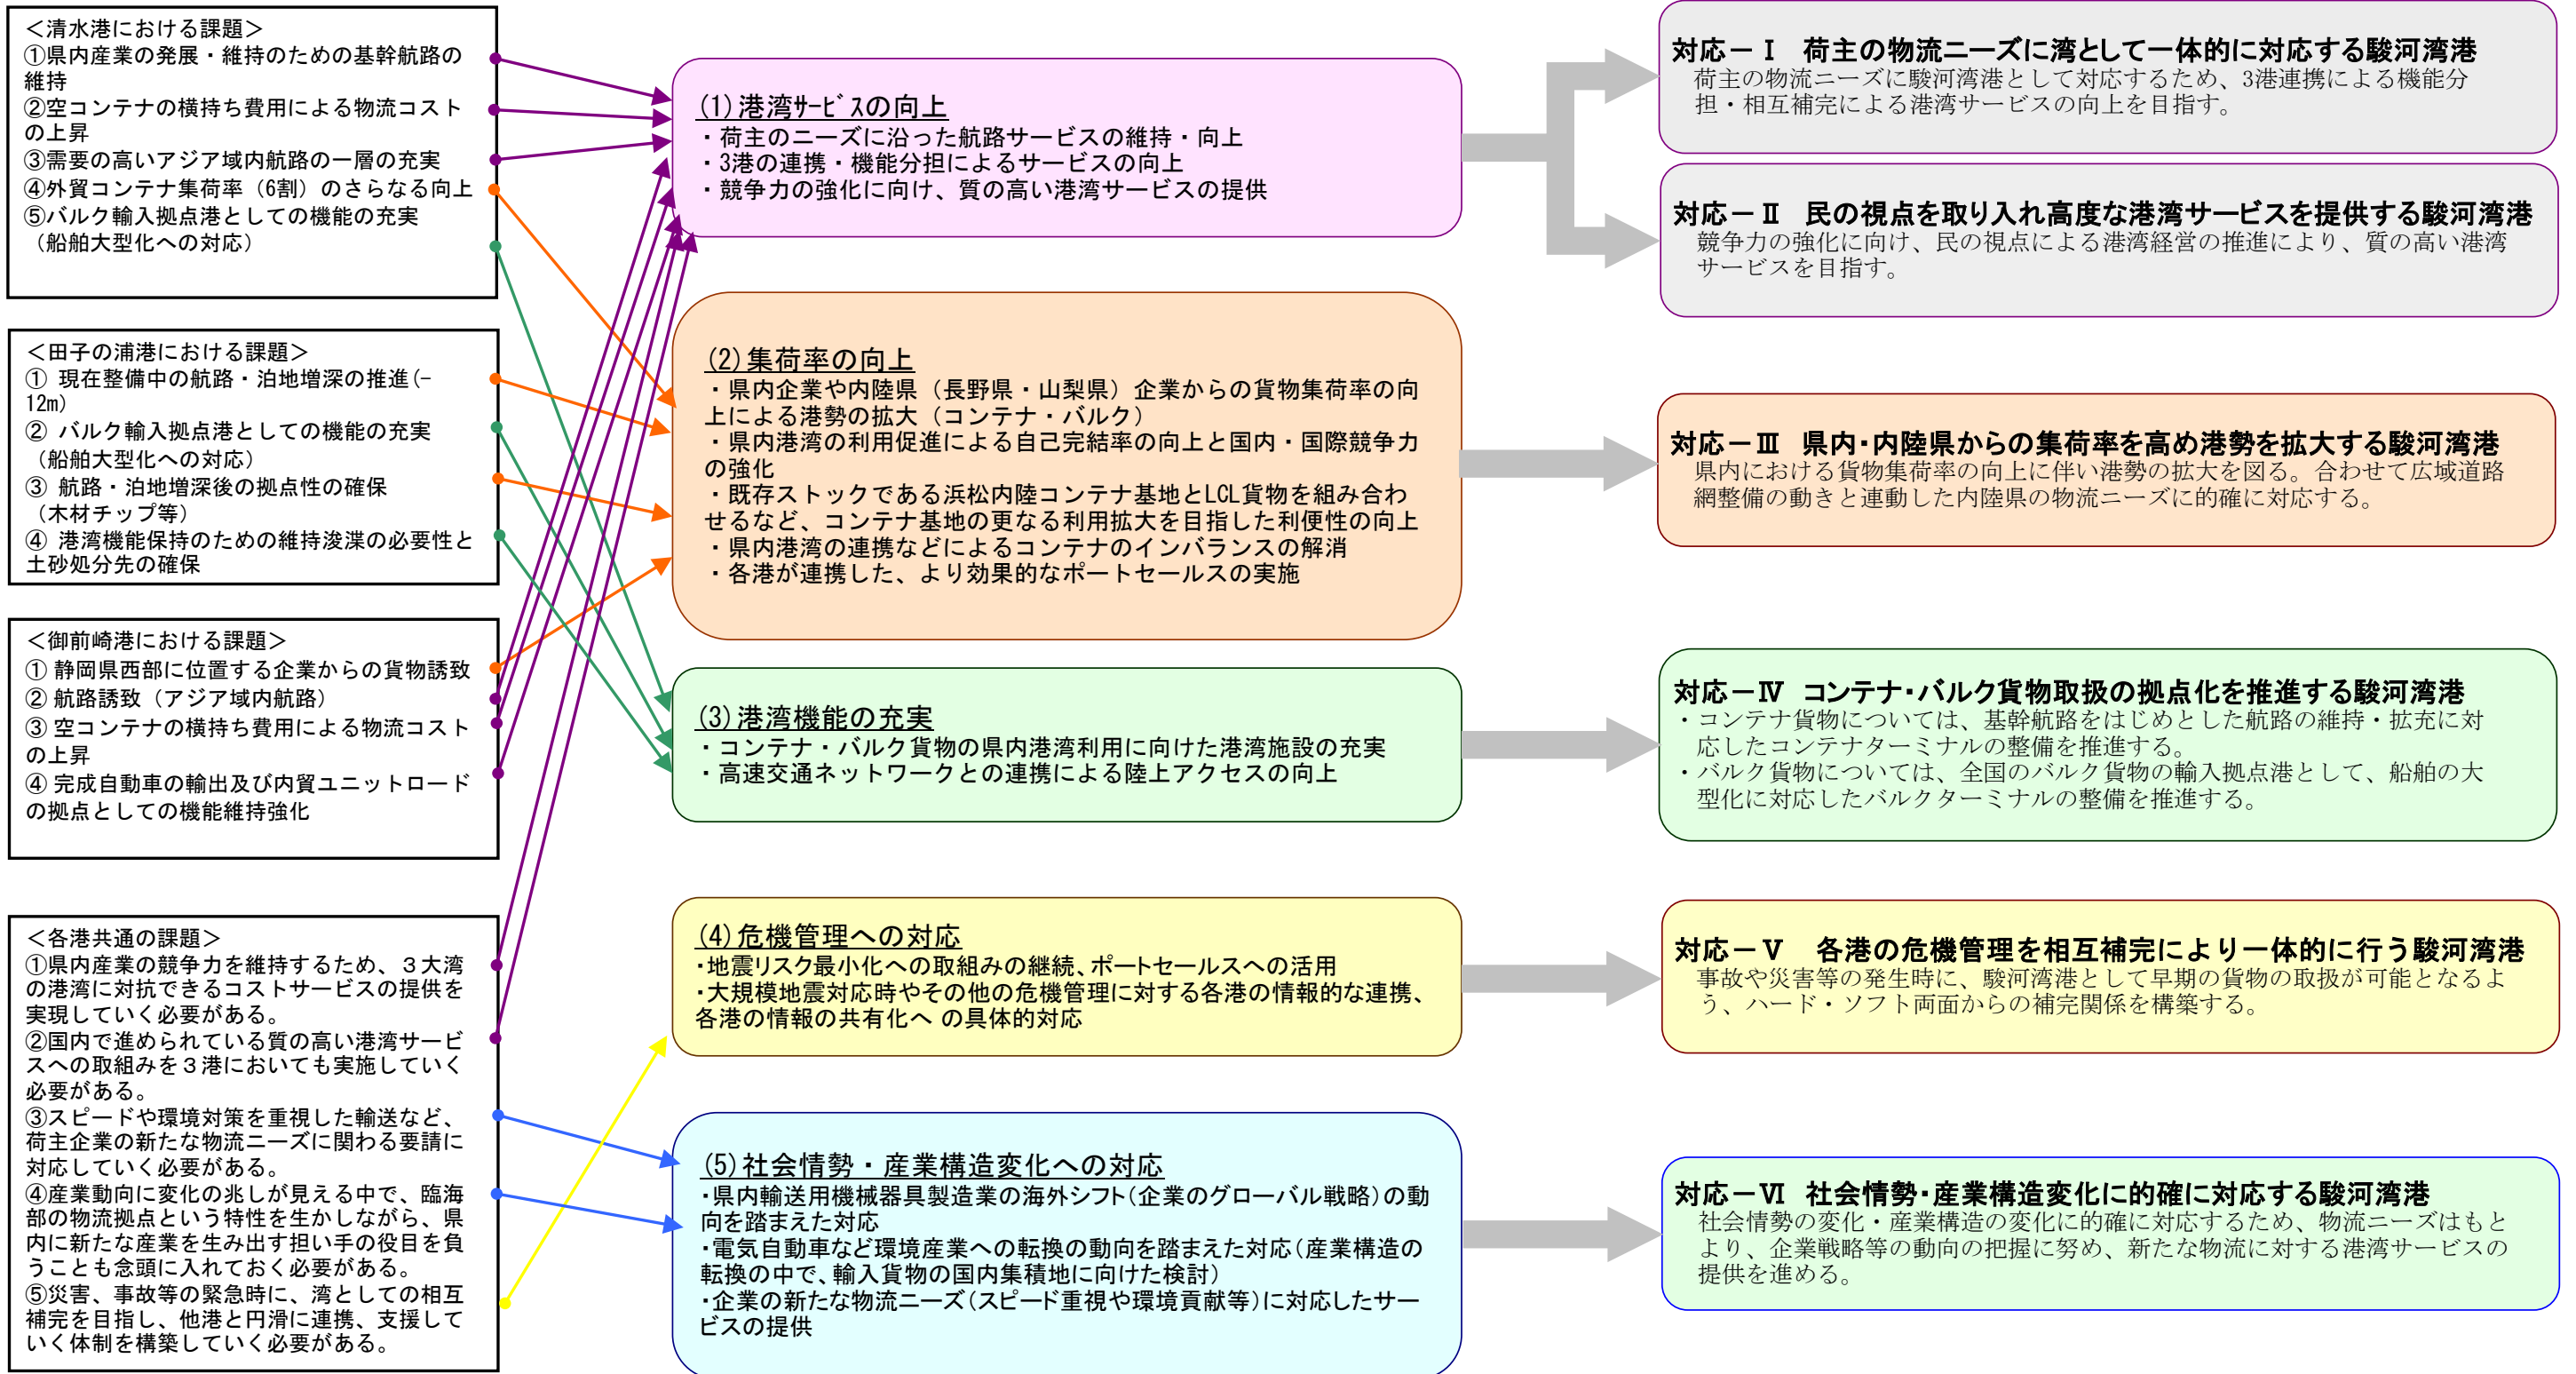 ＜清水港における課題＞
①県内産業の発展・維持のための基幹航路の
維持
②空コンテナの横持ち費用による物流コスト
の上昇
③需要の高いアジア域内航路の一層の充実
④外貿コンテナ集荷率（6割）のさらなる向上
⑤バルク輸入拠点港としての機能の充実
（船舶大型化への対応）
＜田子の浦港における課題＞
① 現在整備中の航路・泊地増深の推進(-
12m)
② バルク輸入拠点港としての機能の充実
（船舶大型化への対応）
③ 航路・泊地増深後の拠点性の確保
（木材チップ等）
④ 港湾機能保持のための維持浚渫の必要性と
土砂処分先の確保
＜御前崎港における課題＞
① 静岡県西部に位置する企業からの貨物誘致
② 航路誘致（アジア域内航路）
③ 空コンテナの横持ち費用による物流コスト
の上昇
④ 完成自動車の輸出及び内貿ユニットロード
の拠点としての機能維持強化
＜各港共通の課題＞
①県内産業の競争力を維持するため、３大湾
の港湾に対抗できるコストサービスの提供を
実現していく必要がある。
②国内で進められている質の高い港湾サービ
スへの取組みを３港においても実施していく
必要がある。
③スピードや環境対策を重視した輸送など、
荷主企業の新たな物流ニーズに関わる要請に
対応していく必要がある。
④産業動向に変化の兆しが見える中で、臨海
部の物流拠点という特性を生かしながら、県
内に新たな産業を生み出す担い手の役目を負
うことも念頭に入れておく必要がある。
⑤災害、事故等の緊急時に、湾としての相互
補完を目指し、他港と円滑に連携、支援して
いく体制を構築していく必要がある。
(1)港湾ｻｰﾋﾞｽの向上
・荷主のニーズに沿った航路サービスの維持・向上
・3港の連携・機能分担によるサービスの向上
・競争力の強化に向け、質の高い港湾サービスの提供
(2)集荷率の向上
・県内企業や内陸県（長野県・山梨県）企業からの貨物集荷率の向
上による港勢の拡大（コンテナ・バルク）
・県内港湾の利用促進による自己完結率の向上と国内・国際競争力
の強化
・既存ストックである浜松内陸コンテナ基地とLCL貨物を組み合わ
せるなど、コンテナ基地の更なる利用拡大を目指した利便性の向上
・県内港湾の連携などによるコンテナのインバランスの解消
・各港が連携した、より効果的なポートセールスの実施
(3)港湾機能の充実
・コンテナ・バルク貨物の県内港湾利用に向けた港湾施設の充実
・高速交通ネットワークとの連携による陸上アクセスの向上
(4)危機管理への対応
・地震リスク最小化への取組みの継続、ポートセールスへの活用
・大規模地震対応時やその他の危機管理に対する各港の情報的な連携、
各港の情報の共有化へ の具体的対応
(5)社会情勢・産業構造変化への対応
・県内輸送用機械器具製造業の海外シフト（企業のグローバル戦略）の動
向を踏まえた対応
・電気自動車など環境産業への転換の動向を踏まえた対応（産業構造の
転換の中で、輸入貨物の国内集積地に向けた検討）
・企業の新たな物流ニーズ（スピード重視や環境貢献等）に対応したサー
ビスの提供
対応－Ⅰ　荷主の物流ニーズに湾として一体的に対応する駿河湾港
荷主の物流ニーズに駿河湾港として対応するため、3港連携による機能分
担・相互補完による港湾サービスの向上を目指す。
対応－Ⅱ　民の視点を取り入れ高度な港湾サービスを提供する駿河湾港
競争力の強化に向け、民の視点による港湾経営の推進により、質の高い港湾
サービスを目指す。
対応－Ⅲ　県内・内陸県からの集荷率を高め港勢を拡大する駿河湾港
県内における貨物集荷率の向上に伴い港勢の拡大を図る。合わせて広域道路
網整備の動きと連動した内陸県の物流ニーズに的確に対応する。
対応－Ⅳ　コンテナ・バルク貨物取扱の拠点化を推進する駿河湾港
・コンテナ貨物については、基幹航路をはじめとした航路の維持・拡充に対
応したコンテナターミナルの整備を推進する。
・バルク貨物については、全国のバルク貨物の輸入拠点港として、船舶の大
型化に対応したバルクターミナルの整備を推進する。
対応－Ⅴ　各港の危機管理を相互補完により一体的に行う駿河湾港
事故や災害等の発生時に、駿河湾港として早期の貨物の取扱が可能となるよ
う、ハード・ソフト両面からの補完関係を構築する。
対応－Ⅵ　社会情勢・産業構造変化に的確に対応する駿河湾港
社会情勢の変化・産業構造の変化に的確に対応するため、物流ニーズはもと
より、企業戦略等の動向の把握に努め、新たな物流に対する港湾サービスの
提供を進める。